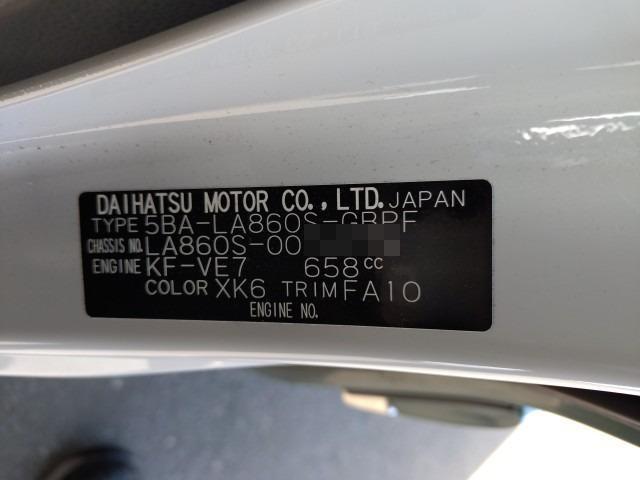 DAIHATSU MOTOR CO., LTD. JAPAN
TYPE 5BA-LA860S-GBPF
CHASSIS NO. LA860S-00
ENGINE KF-VE7 658cc
COLOR XK6 TRIM FA10
ENGINE NO.